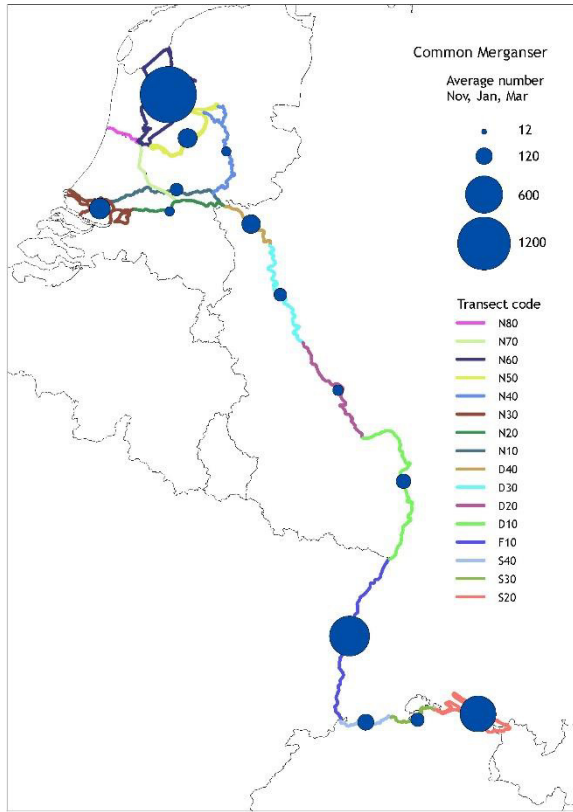 Common Merganser
Average number
Nov, Jan, Mar
12
120
600
1200
Transect code
N80
N70
N60
N50
N40
N30
N20
N10
D40
D30
D20
D10
F10
S40
S30
S20